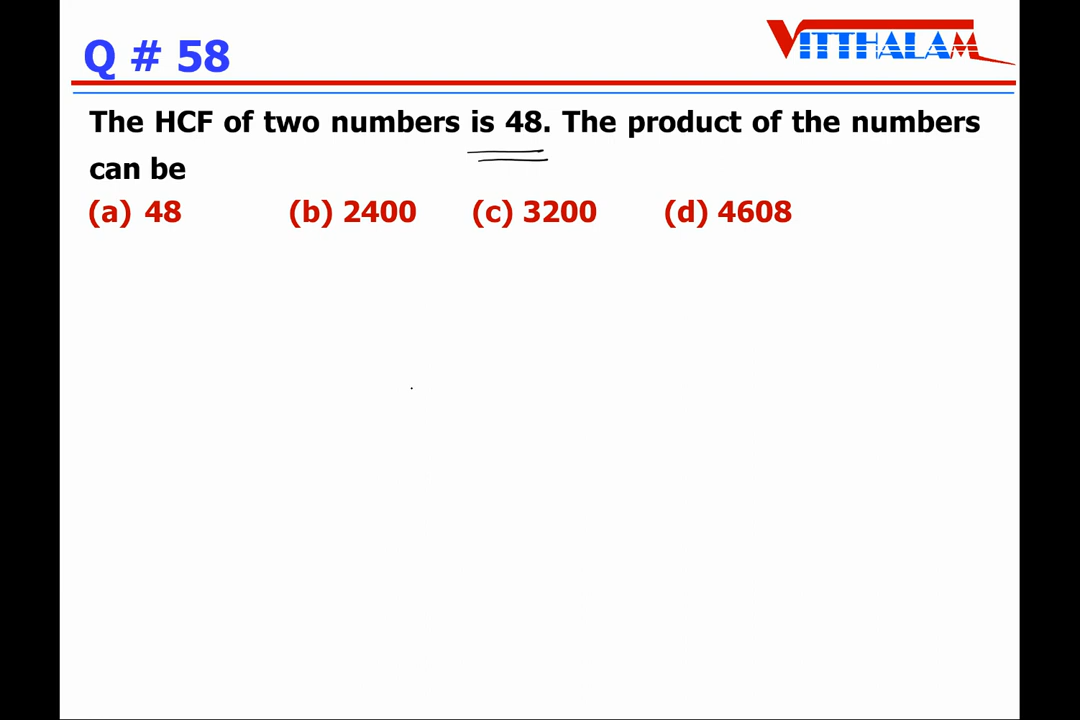 Q # 58
VITTHALAM
The HCF of two numbers is 48. The product of the numbers
can be
(a) 48 (b) 2400 (c) 3200 (d) 4608